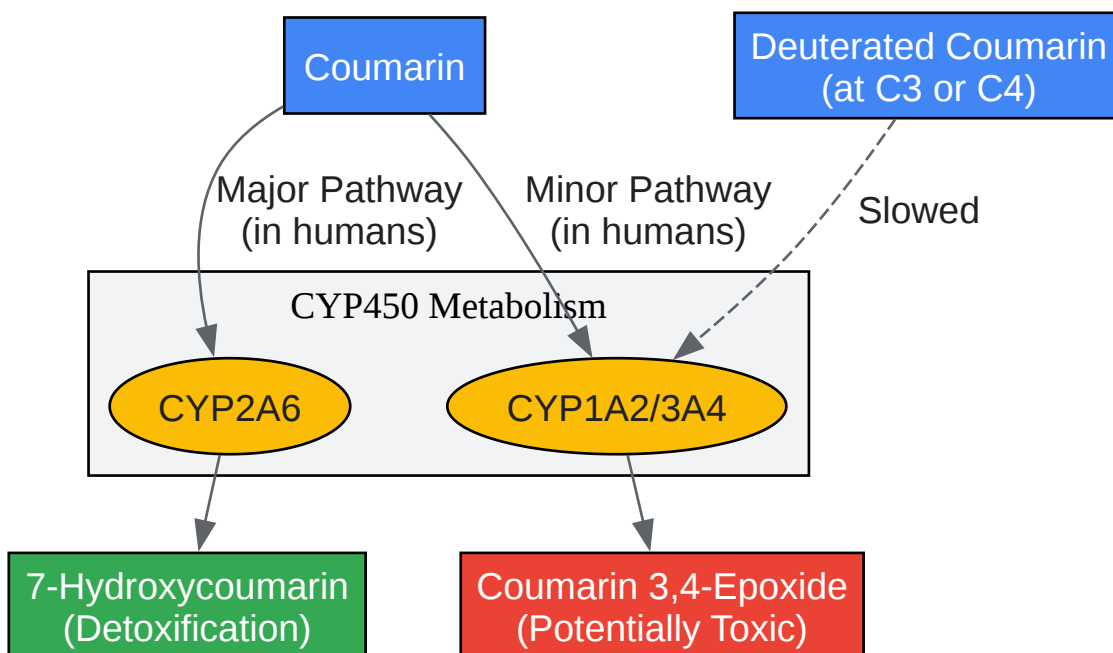 Coumarin
Deuterated Coumarin
(at C3 or C4)
Major Pathway
(in humans)
Minor Pathway
(in humans)
Slowed
CYP450 Metabolism
CYP2A6
CYP1A2/3A4
7-Hydroxycoumarin
(Detoxification)
Coumarin 3,4-Epoxide
(Potentially Toxic)